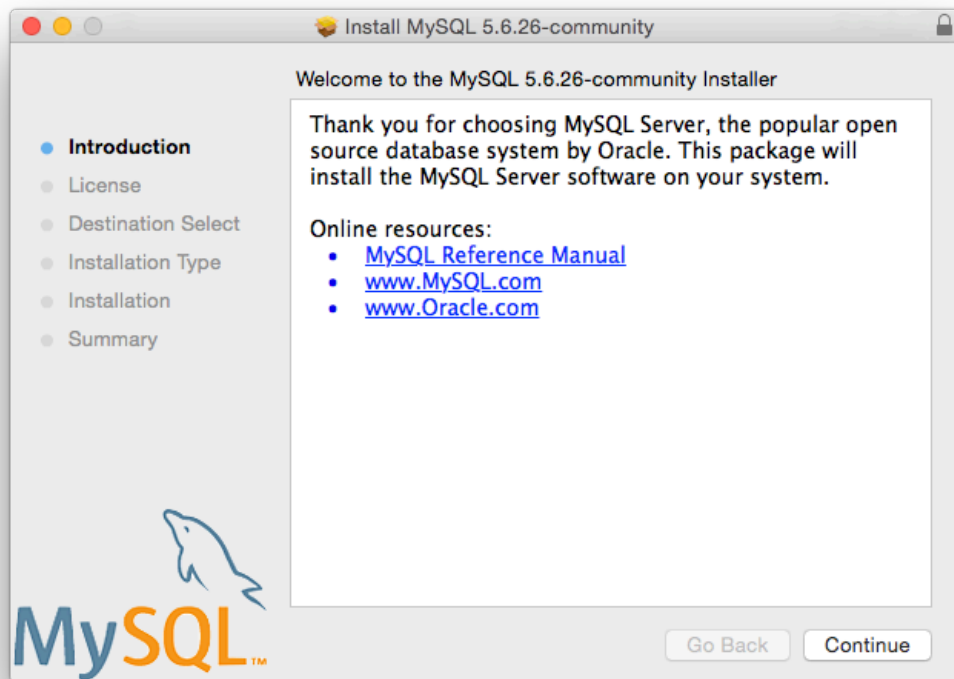 Install MySQL 5.6.26-community
Welcome to the MySQL 5.6.26-community Installer
Introduction
License
Destination Select
Installation Type
Installation
Summary
Thank you for choosing MySQL Server, the popular open
source database system by Oracle. This package will
install the MySQL Server software on your system.
Online resources:
• MySQL Reference Manual
• www.MySQL.com
• www.Oracle.com
MySQL™
Go Back
Continue